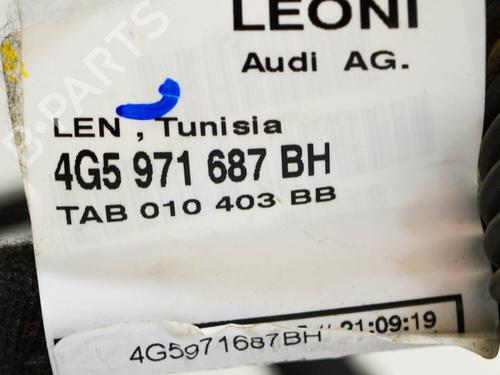 LEONI
Audi AG.
LEN , Tunisia
4G5 971 687 BH
TAB 010 403 BB
21:09:19
4G5971687BH
B-PARTS